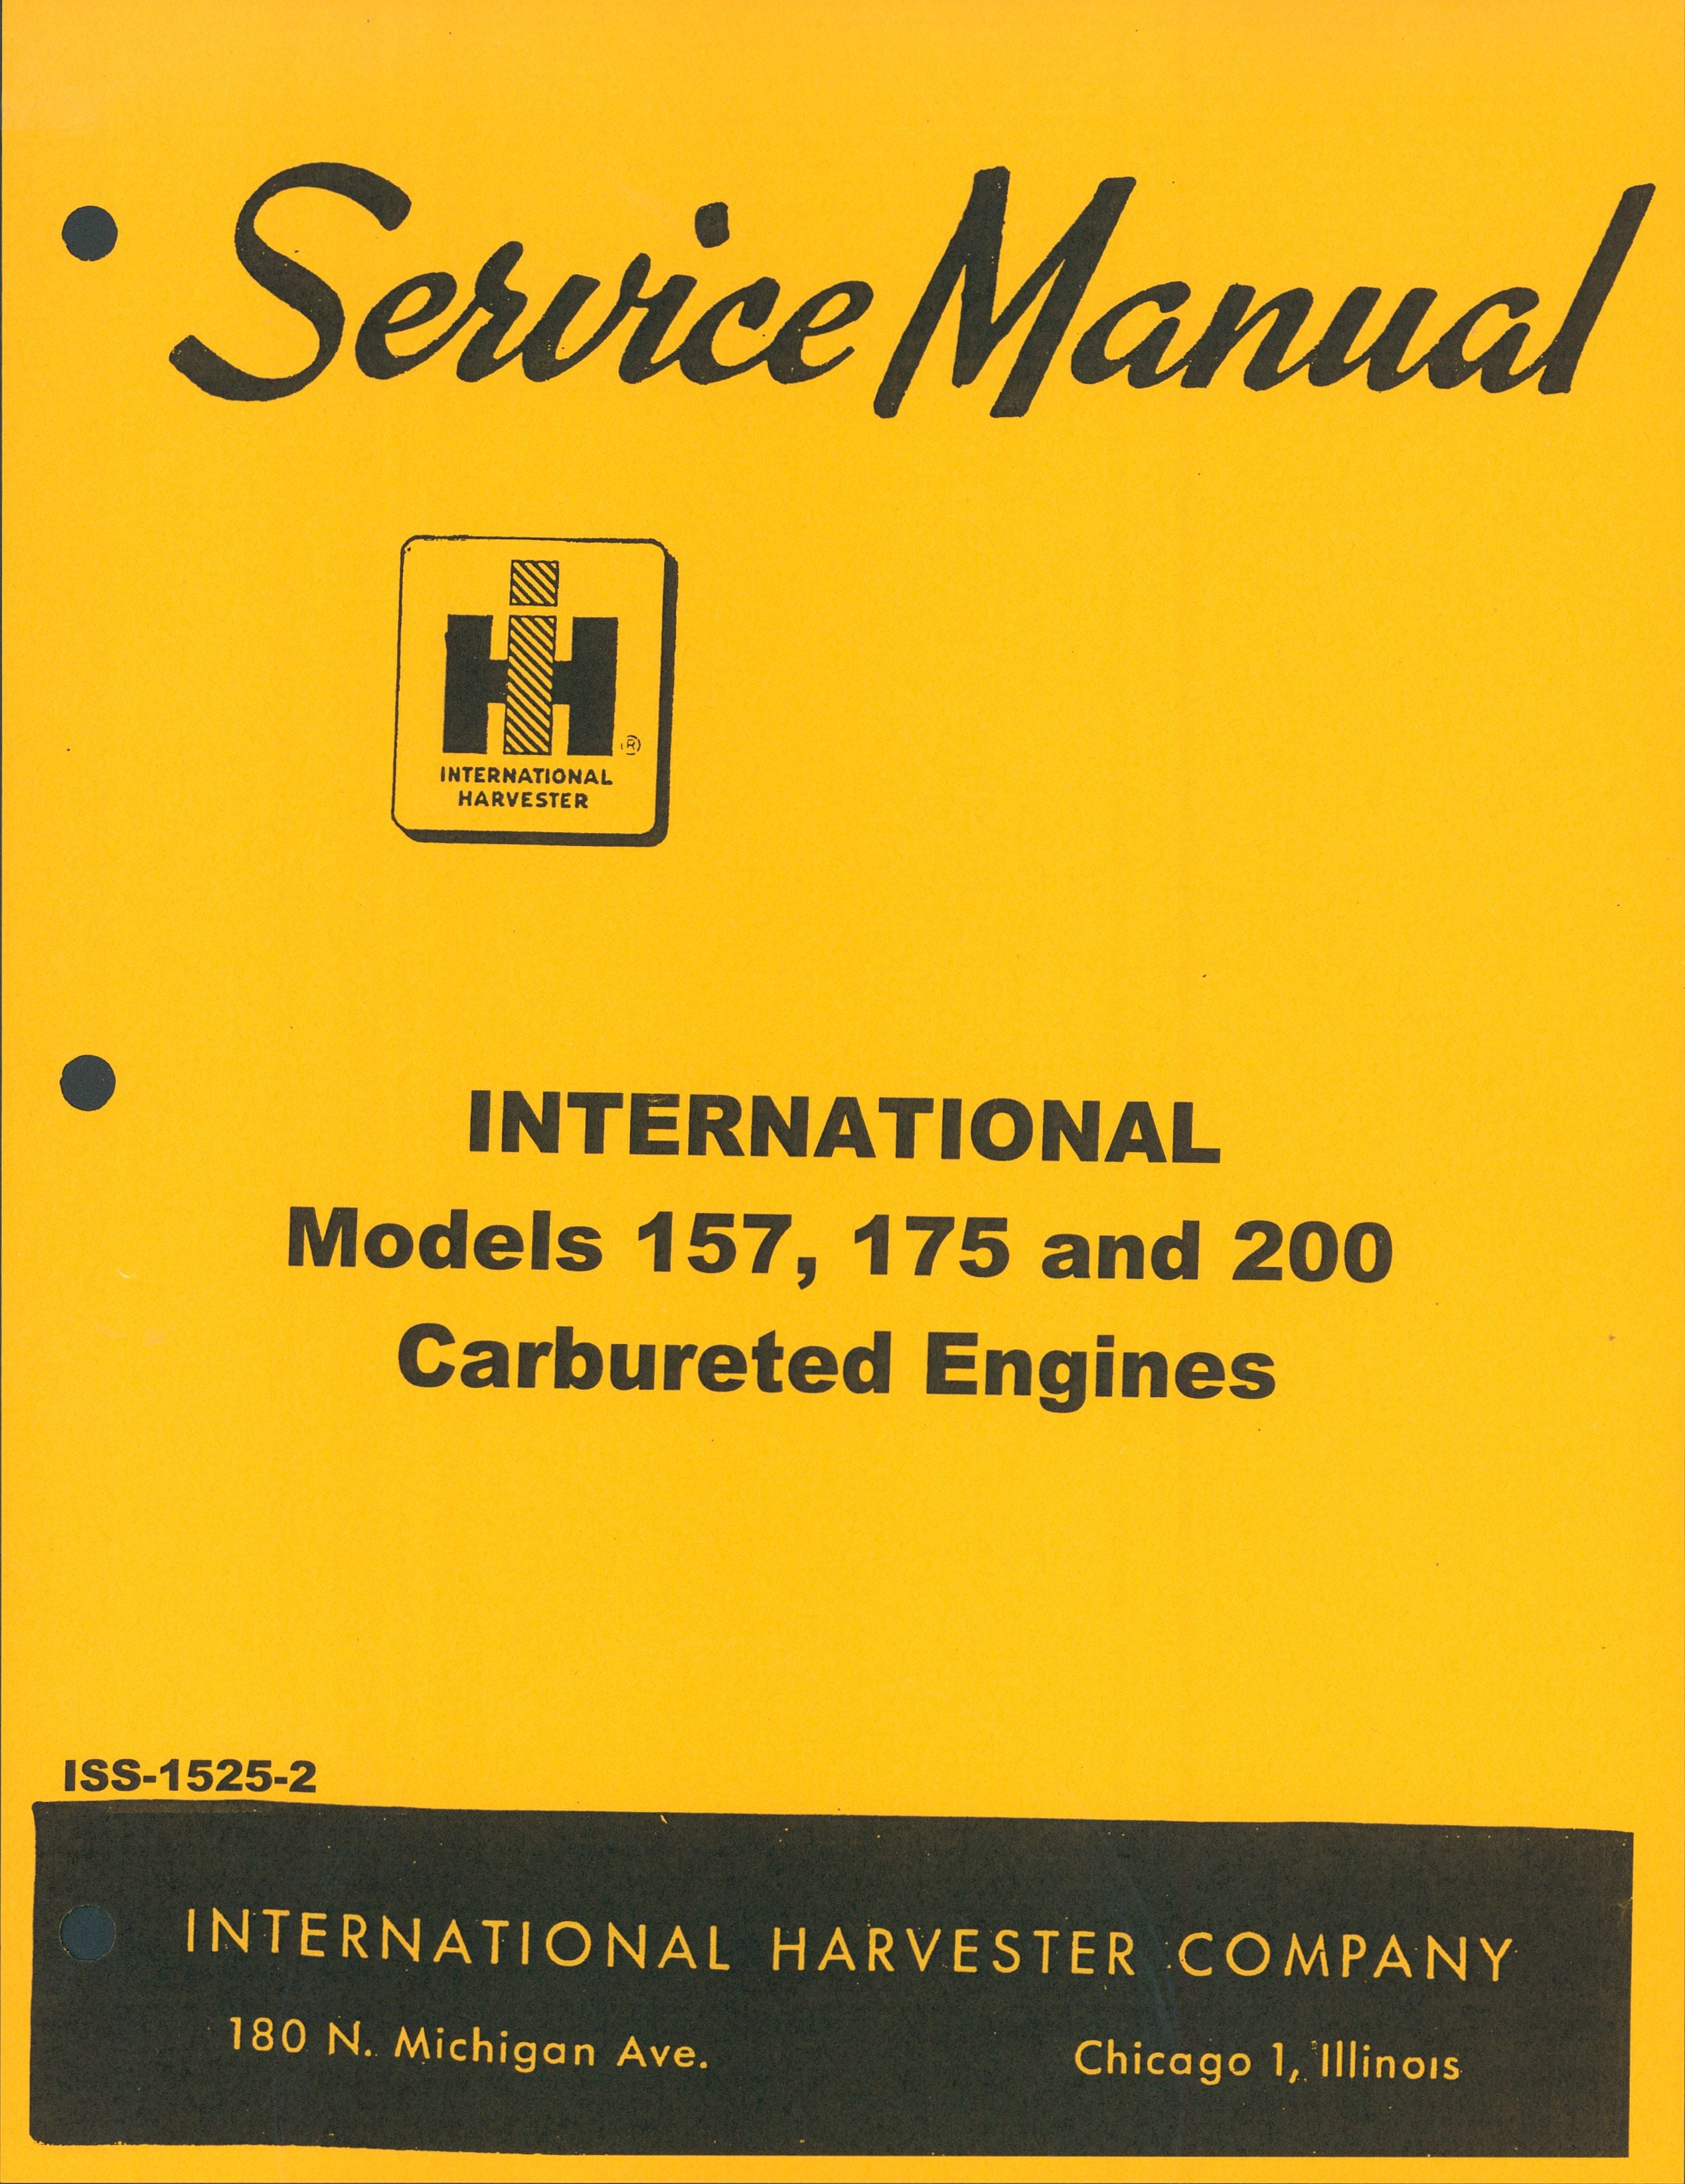 Service Manual
IH ®
INTERNATIONAL
HARVESTER
INTERNATIONAL
Models 157, 175 and 200
Carbureted Engines
ISS-1525-2
INTERNATIONAL HARVESTER COMPANY
180 N. Michigan Ave. Chicago 1, Illinois